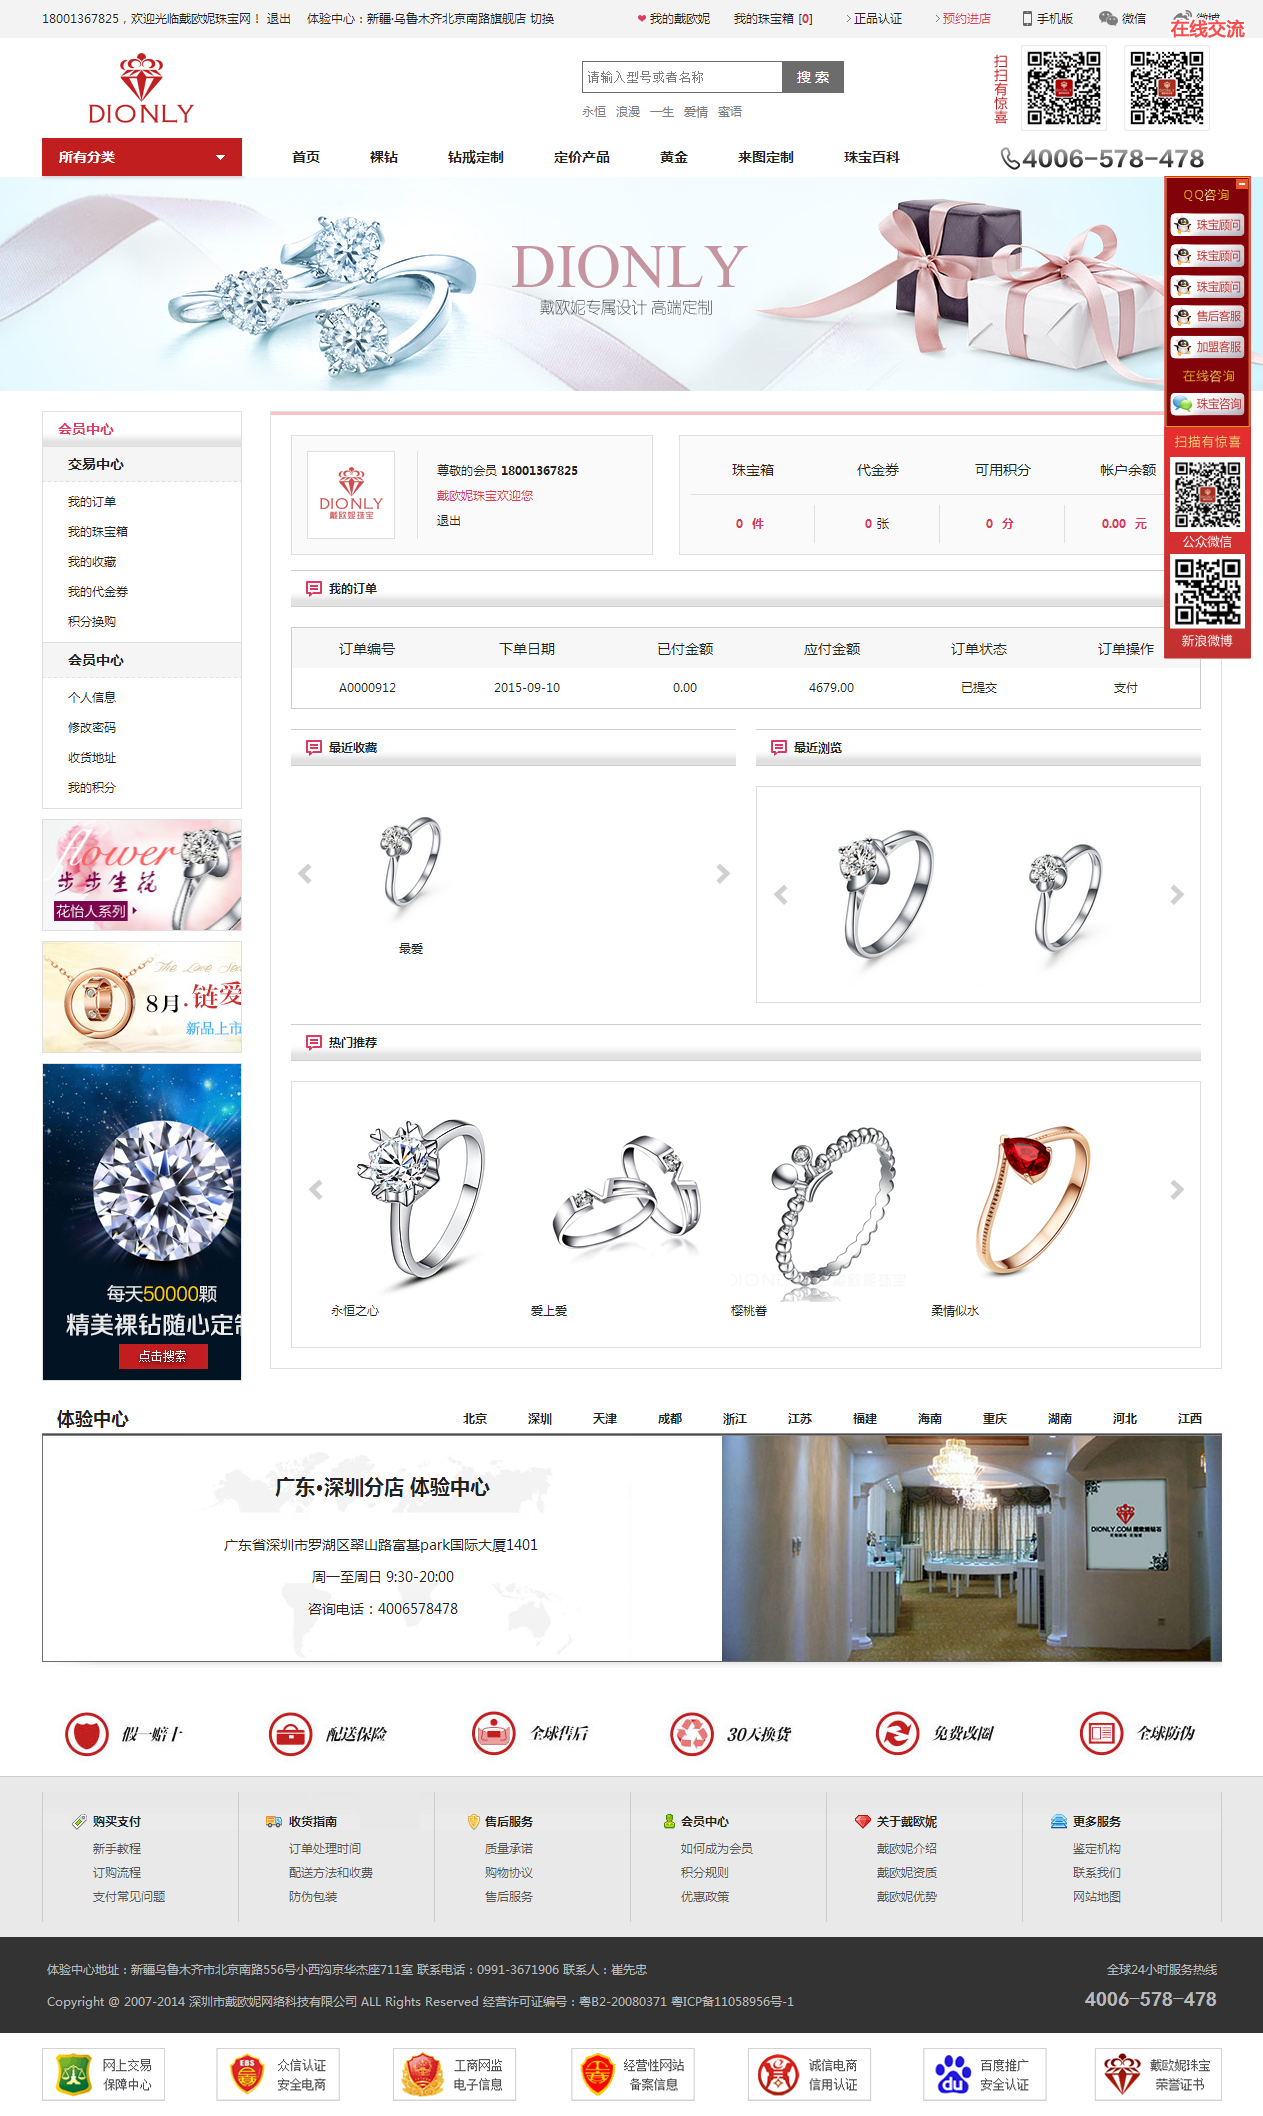 18001367825，欢迎光临戴欧妮珠宝网！ 退出 体验中心：新疆·乌鲁木齐北京南路旗舰店 切换
❤ 我的戴欧妮 我的珠宝箱 [0] > 正品认证 > 预约进店 手机版 微信 微博
在线交流
DIONLY
请输入型号或者名称 搜 索
永恒 浪漫 一生 爱情 蜜语
扫扫有惊喜
所有分类 首页 裸钻 钻戒定制 定价产品 黄金 来图定制 珠宝百科 4006-578-478
DIONLY
戴欧妮专属设计 高端定制
QQ咨询
珠宝顾问
珠宝顾问
珠宝顾问
售后客服
加盟客服
在线咨询
珠宝咨询
扫描有惊喜
公众微信
新浪微博
会员中心
交易中心
我的订单
我的珠宝箱
我的收藏
我的代金券
积分换购
会员中心
个人信息
修改密码
收货地址
我的积分
DIONLY
戴欧妮珠宝
尊敬的会员 18001367825
戴欧妮珠宝欢迎您
退出
珠宝箱 代金券 可用积分 帐户余额
0 件 0 张 0 分 0.00 元
我的订单
订单编号 下单日期 已付金额 应付金额 订单状态 订单操作
A0000912 2015-09-10 0.00 4679.00 已提交 支付
最近收藏 最近浏览
最爱
flower
步步生花
花怡人系列
The Love Se
8月·链爱
新品上市
每天50000颗
精美裸钻随心定制
点击搜索
热门推荐
DIONLY 戴欧妮珠宝
永恒之心 爱上爱 樱桃眷 柔情似水
体验中心 北京 深圳 天津 成都 浙江 江苏 福建 海南 重庆 湖南 河北 江西
广东·深圳分店 体验中心
广东省深圳市罗湖区翠山路富基park国际大厦1401
周一至周日 9:30-20:00
咨询电话：4006578478
DIONLY.COM 戴欧妮钻石
假一赔十 配送保险 全球售后 30天换货 免费改圈 全球防伪
购买支付 收货指南 售后服务 会员中心 关于戴欧妮 更多服务
新手教程 订单处理时间 质量承诺 如何成为会员 戴欧妮介绍 鉴定机构
订购流程 配送方法和收费 购物协议 积分规则 戴欧妮资质 联系我们
支付常见问题 防伪包装 售后服务 优惠政策 戴欧妮优势 网站地图
体验中心地址：新疆乌鲁木齐市北京南路556号小西沟京华杰座711室 联系电话：0991-3671906 联系人：崔先忠 全球24小时服务热线
Copyright @ 2007-2014 深圳市戴欧妮网络科技有限公司 ALL Rights Reserved 经营许可证编号：粤B2-20080371 粤ICP备11058956号-1 4006-578-478
网上交易 EBS 众信认证 工商网监 经营性网站 诚信电商 百度推广 戴欧妮珠宝
保障中心 安全电商 电子信息 备案信息 信用认证 du 安全认证 荣誉证书